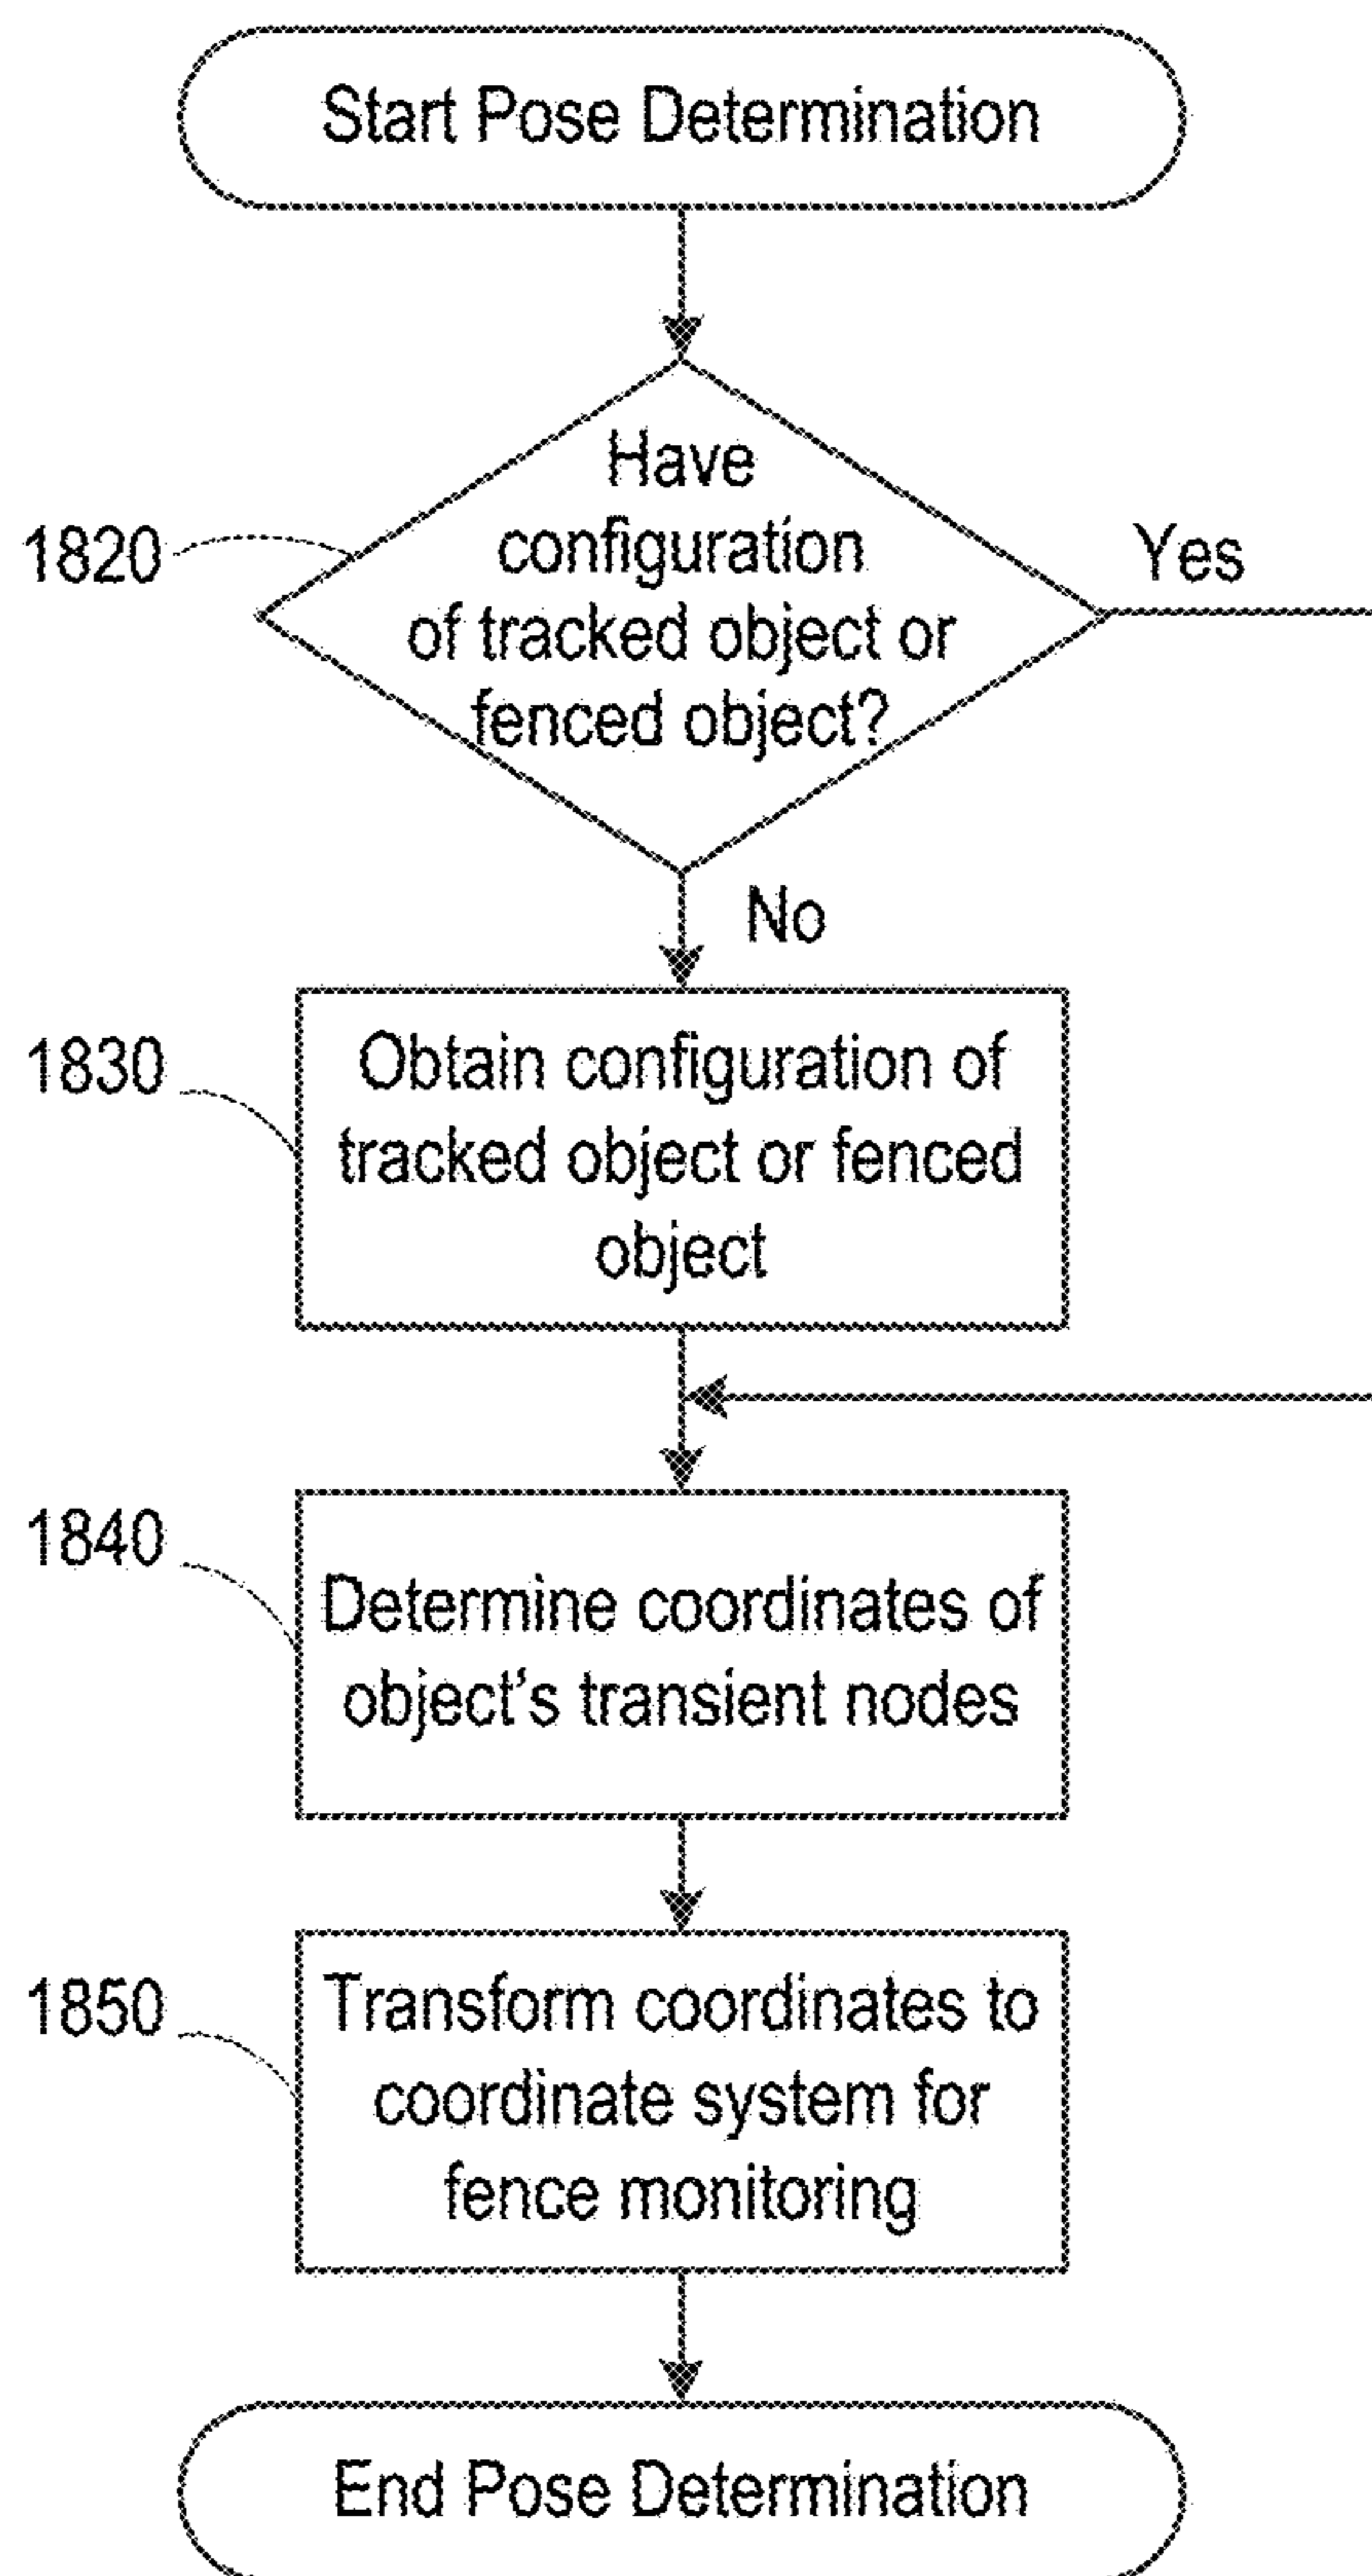 Start Pose Determination
Have
configuration
of tracked object or
fenced object?
1820
Yes
No
1830
Obtain configuration of
tracked object or fenced
object
1840
Determine coordinates of
object's transient nodes
1850
Transform coordinates to
coordinate system for
fence monitoring
End Pose Determination